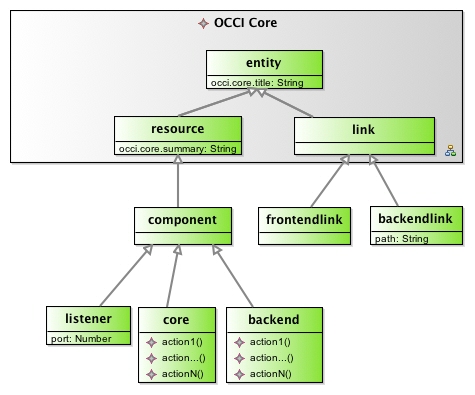 OCCI Core
entity
occi.core.title: String
resource
occi.core.summary: String
link
component
frontendlink
backendlink
path: String
listener
port: Number
core
action1()
action...()
actionN()
backend
action1()
action...()
actionN()